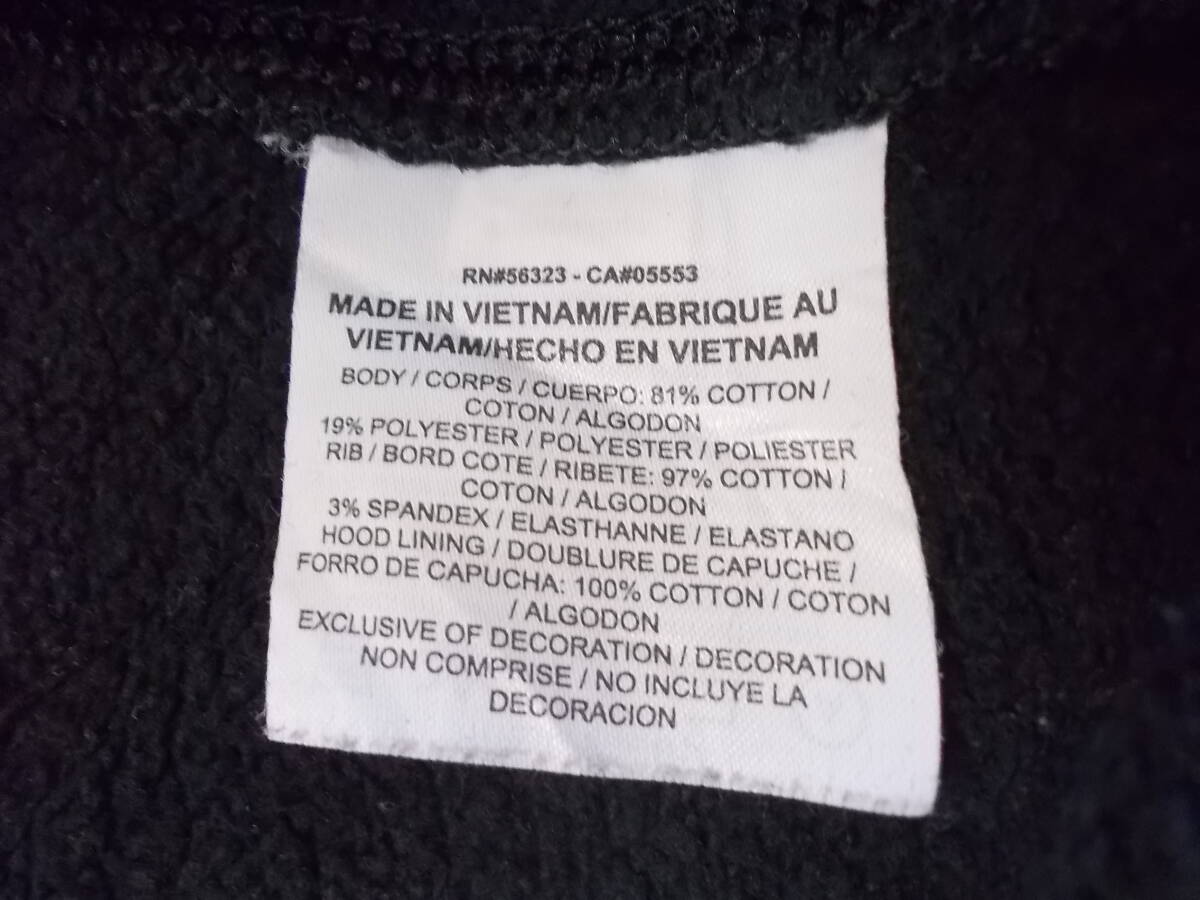 RN#56323 - CA#05553
MADE IN VIETNAM/FABRIQUE AU
VIETNAM/HECHO EN VIETNAM
BODY / CORPS / CUERPO: 81% COTTON /
COTON / ALGODON
19% POLYESTER / POLYESTER / POLIESTER
RIB / BORD COTE / RIBETE: 97% COTTON /
COTON / ALGODON
3% SPANDEX / ELASTHANNE / ELASTANO
HOOD LINING / DOUBLURE DE CAPUCHE /
FORRO DE CAPUCHA: 100% COTTON / COTON
/ ALGODON
EXCLUSIVE OF DECORATION / DECORATION
NON COMPRISE / NO INCLUYE LA
DECORACION